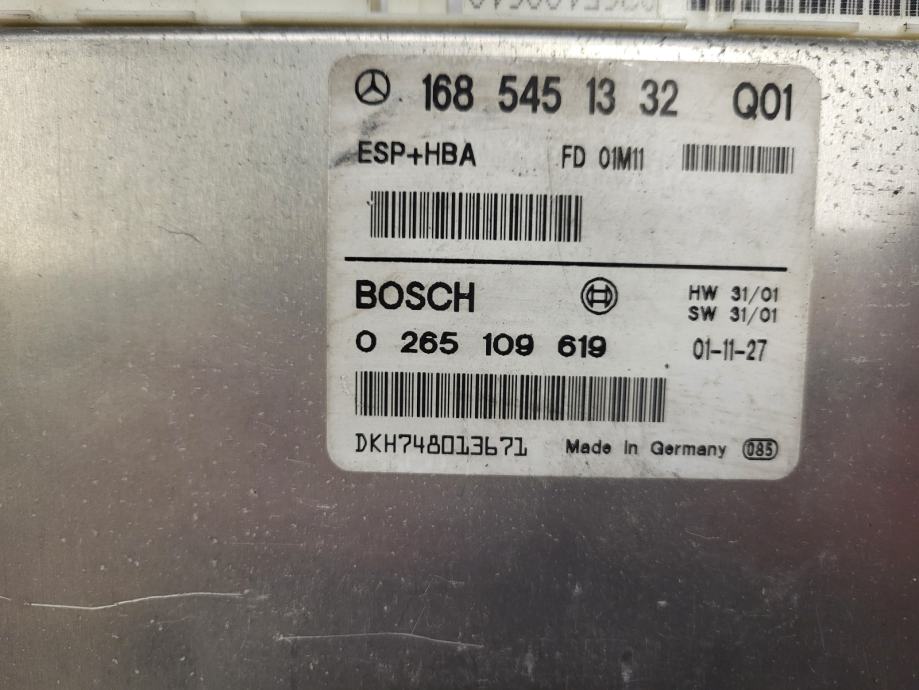 168 545 13 32 Q01
ESP+HBA FD 01M11
BOSCH HW 31/01
SW 31/01
0 265 109 619 01-11-27
DKH748013671 Made in Germany 085